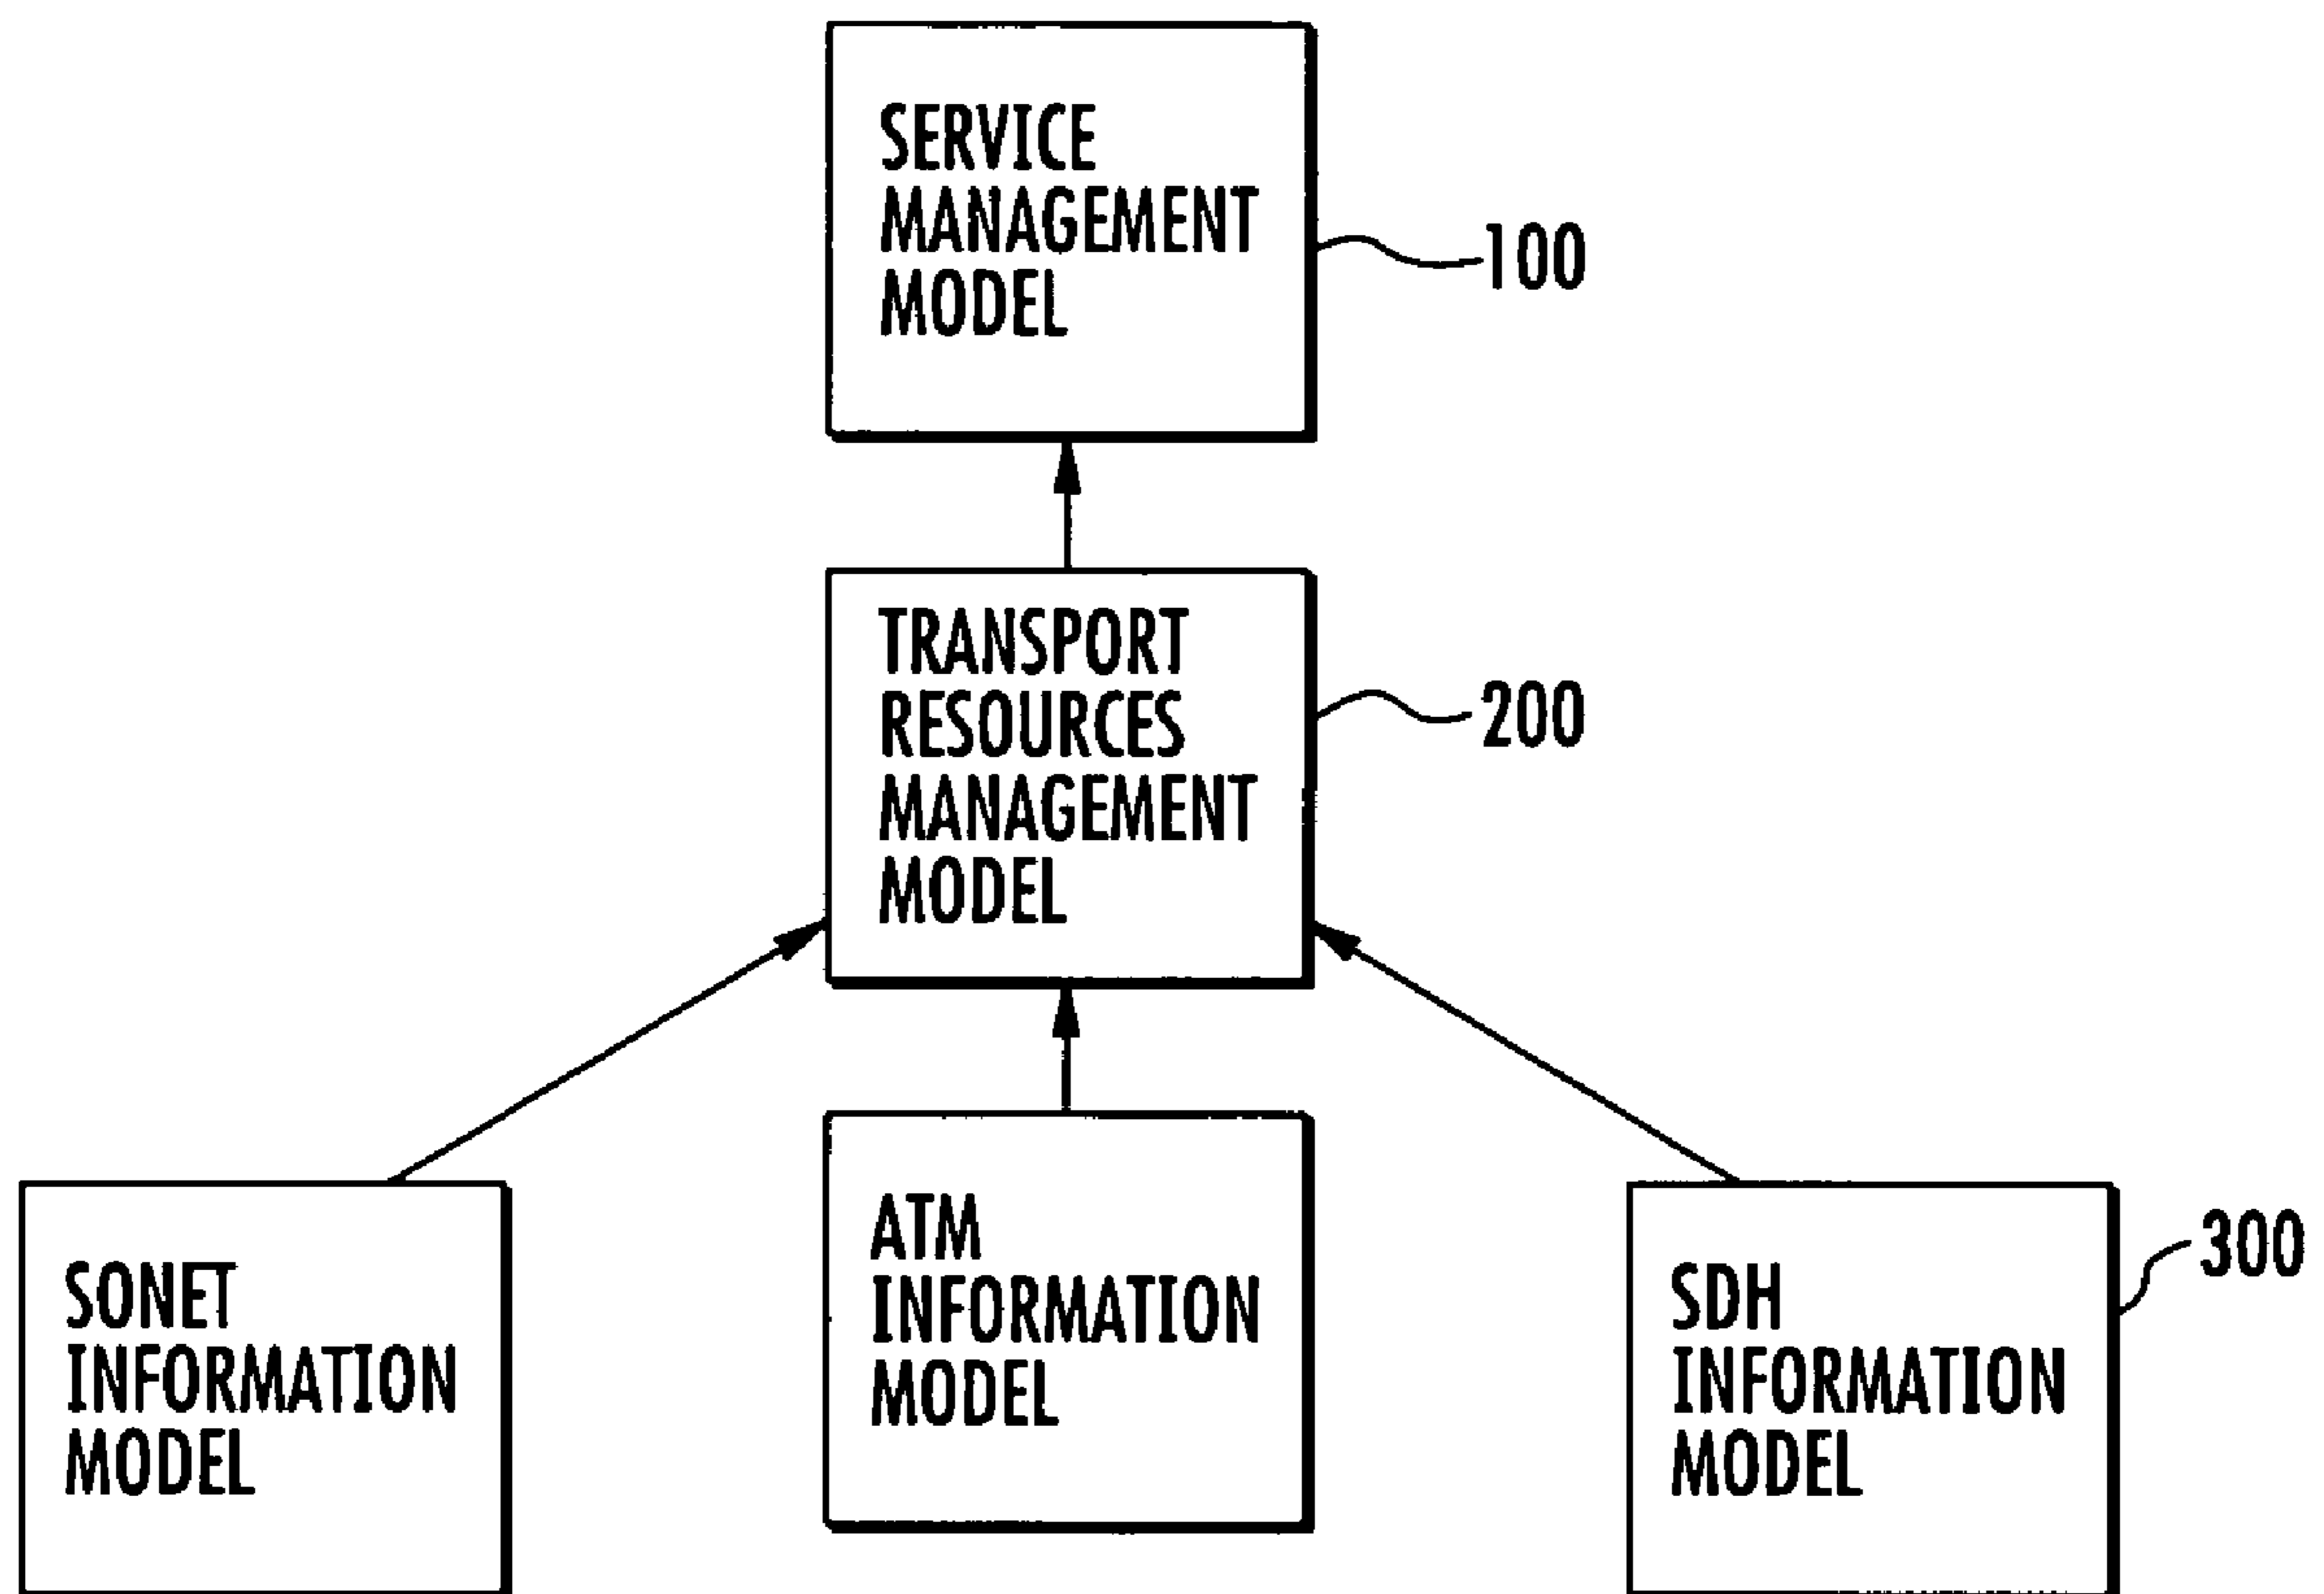 SERVICE
MANAGEMENT
MODEL
100
TRANSPORT
RESOURCES
MANAGEMENT
MODEL
200
SONET
INFORMATION
MODEL
ATM
INFORMATION
MODEL
SDH
INFORMATION
MODEL
300